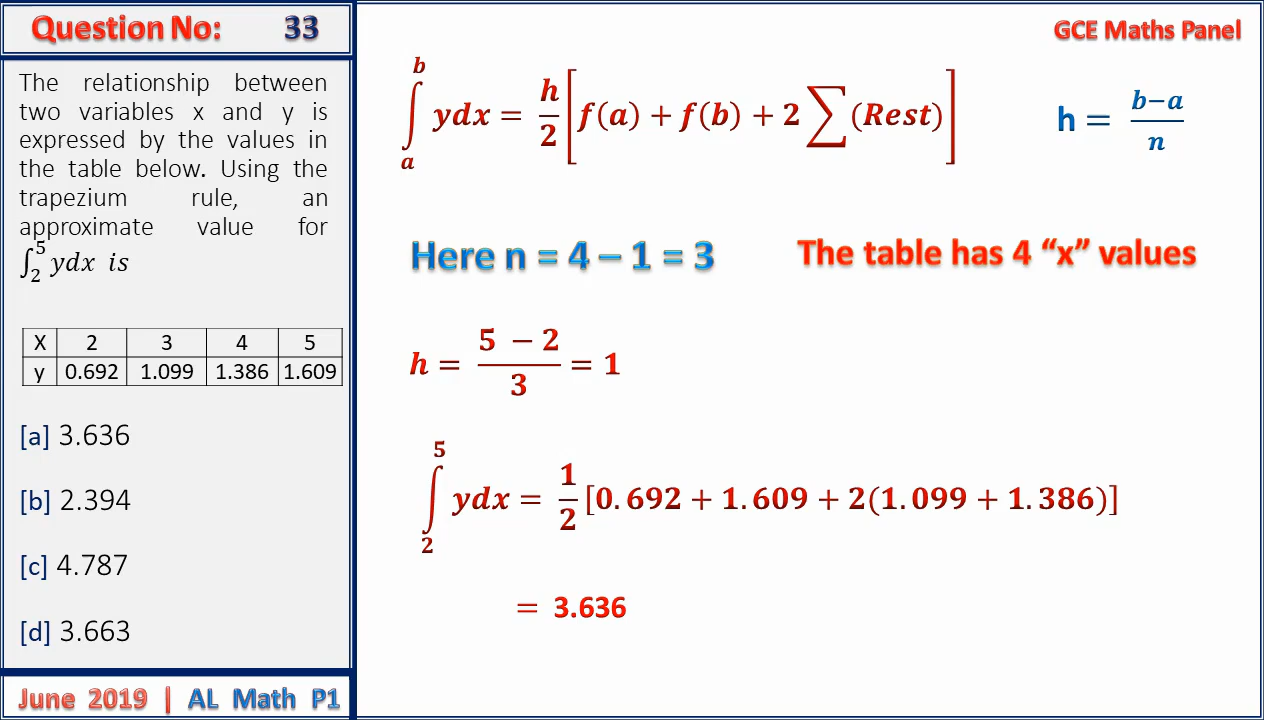 Question No: 33
The relationship between
two variables x and y is
expressed by the values in
the table below. Using the
trapezium rule, an
approximate value for
∫₂⁵ ydx is
X 2 3 4 5
y 0.692 1.099 1.386 1.609
[a] 3.636
[b] 2.394
[c] 4.787
[d] 3.663
June 2019 | AL Math P1
GCE Maths Panel
∫ₐᵇ ydx = h/2 [f(a) + f(b) + 2 ∑(Rest)]
h = b−a/n
Here n = 4 – 1 = 3
The table has 4 “x” values
h = 5 − 2/3 = 1
∫₂⁵ ydx = 1/2 [0.692 + 1.609 + 2(1.099 + 1.386)]
= 3.636